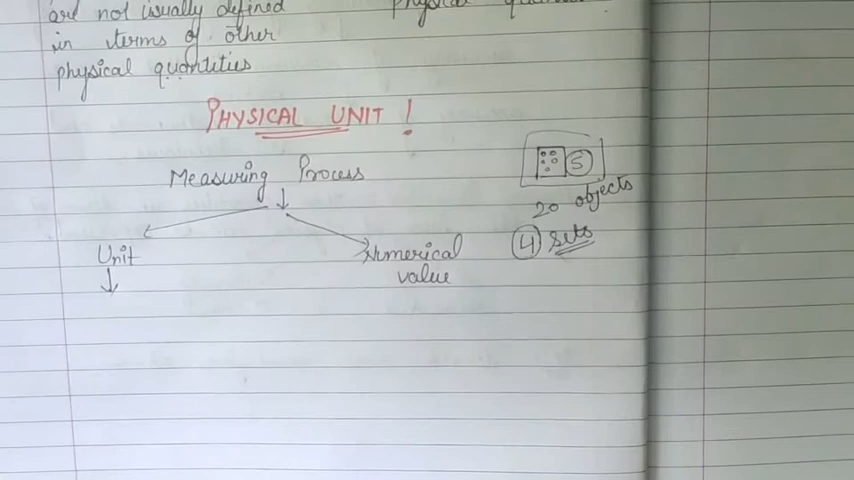 are not usually defined
in terms of other
physical quantities
Physical
PHYSICAL UNIT !
Measuring Process
Unit
Numerical
value
5
20 objects
4 sets